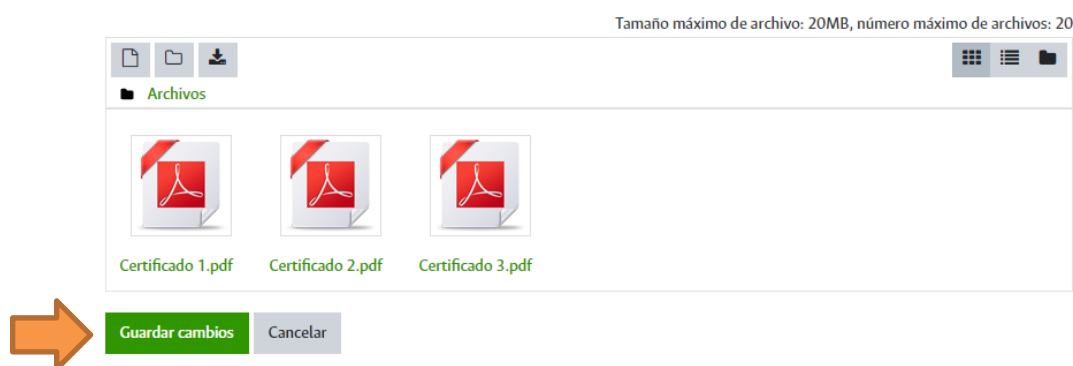 Tamaño máximo de archivo: 20MB, número máximo de archivos: 20
Archivos
Certificado 1.pdf Certificado 2.pdf Certificado 3.pdf
Guardar cambios Cancelar